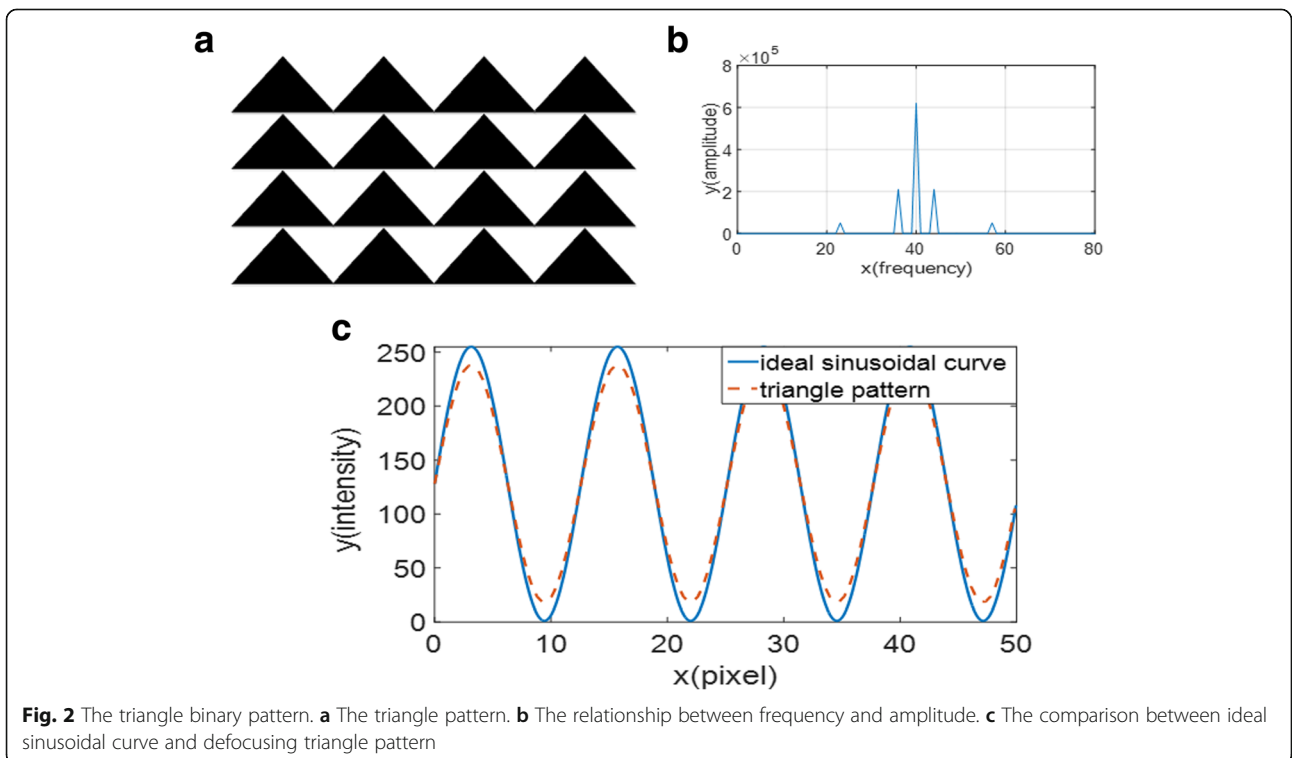 a
b
×10⁵
8
6
4
2
0
y(amplitude)
0 20 40 60 80
x(frequency)
c
250
200
150
100
50
0
y(intensity)
ideal sinusoidal curve
triangle pattern
0 10 20 30 40 50
x(pixel)
Fig. 2 The triangle binary pattern. a The triangle pattern. b The relationship between frequency and amplitude. c The comparison between ideal
sinusoidal curve and defocusing triangle pattern